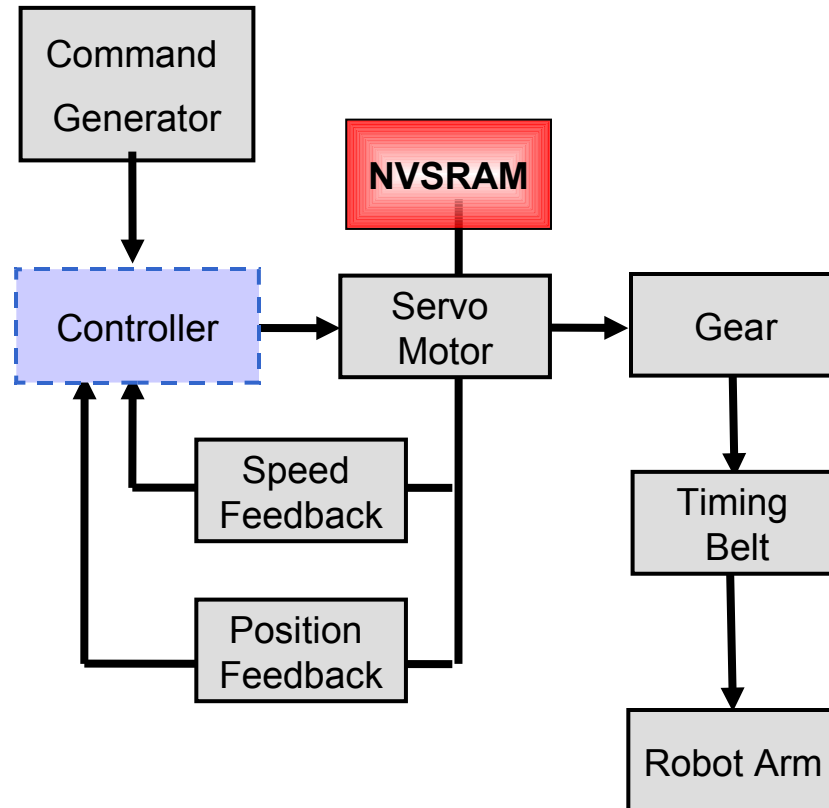 Command
Generator
NVSRAM
Controller
Servo
Motor
Gear
Speed
Feedback
Timing
Belt
Position
Feedback
Robot Arm